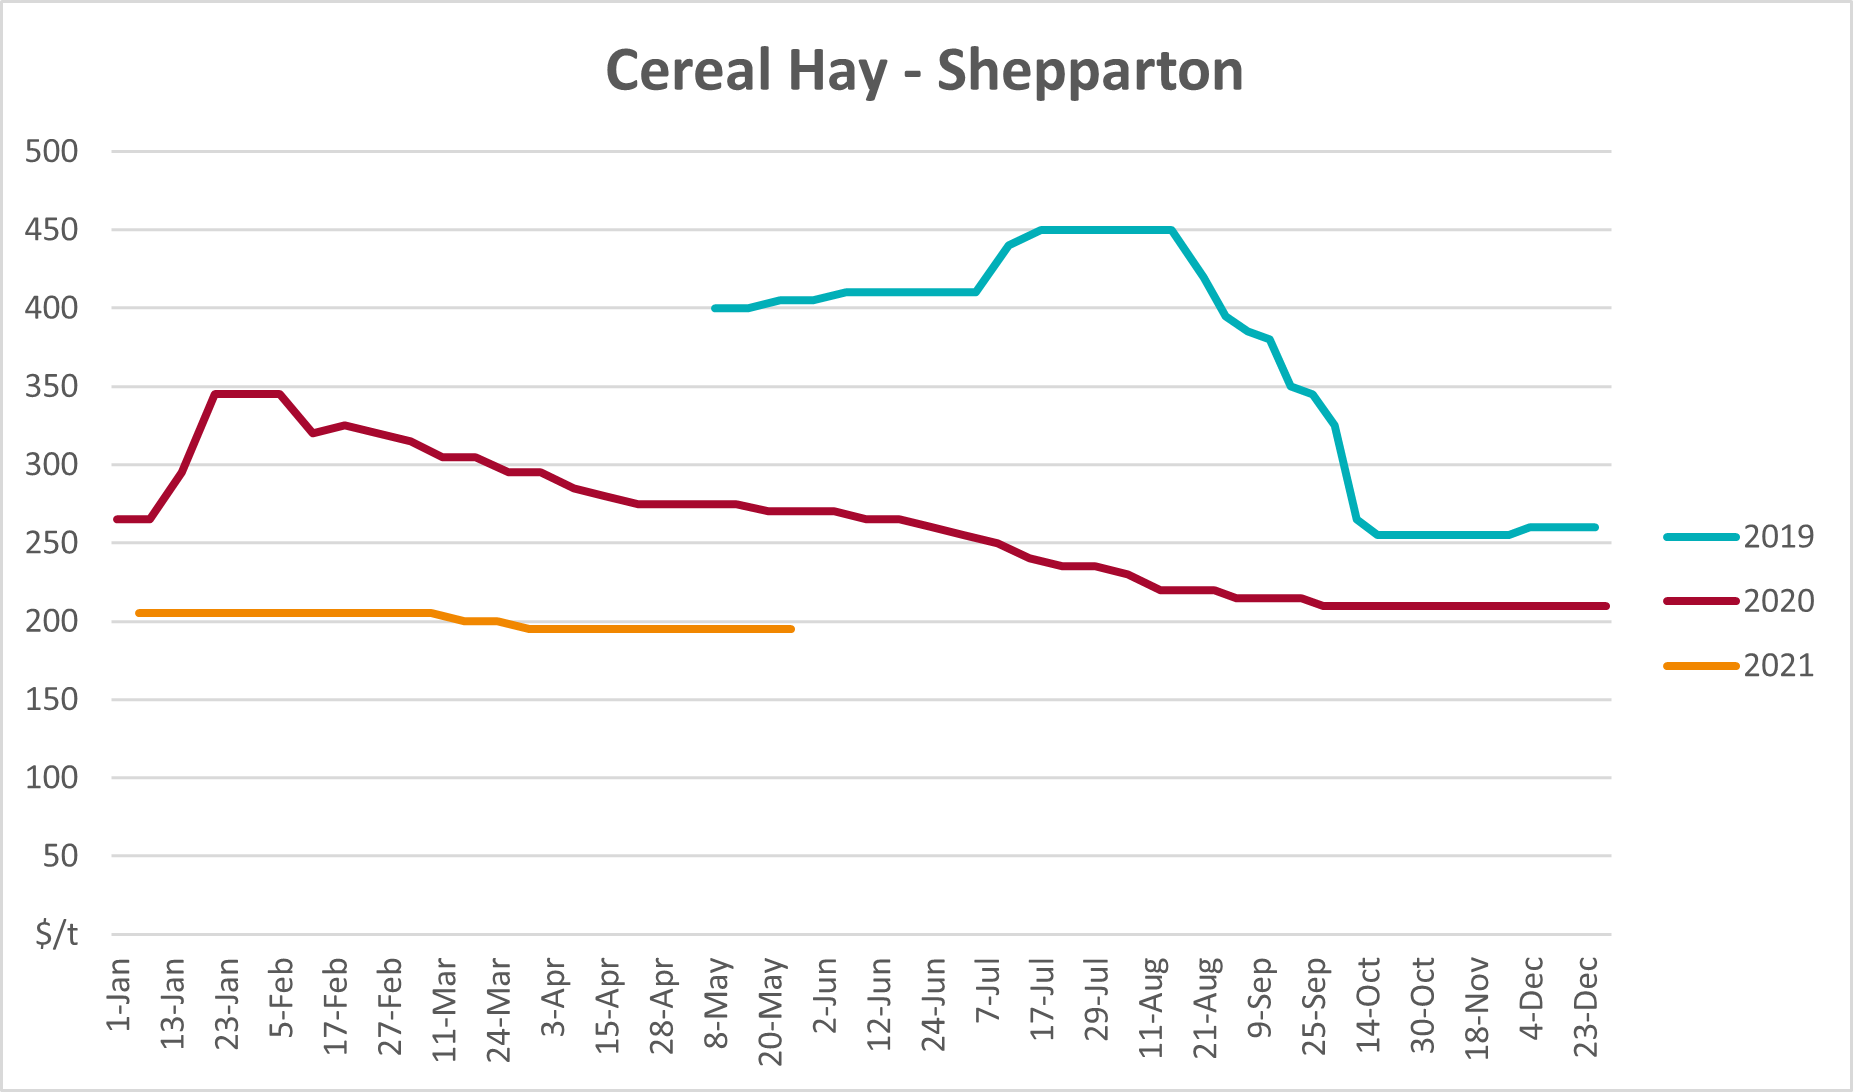 Cereal Hay - Shepparton
500
450
400
350
300
250
200
150
100
50
$/t
1-Jan
13-Jan
23-Jan
5-Feb
17-Feb
27-Feb
11-Mar
24-Mar
3-Apr
15-Apr
28-Apr
8-May
20-May
2-Jun
12-Jun
24-Jun
7-Jul
17-Jul
29-Jul
11-Aug
21-Aug
9-Sep
25-Sep
14-Oct
30-Oct
18-Nov
4-Dec
23-Dec
2019
2020
2021